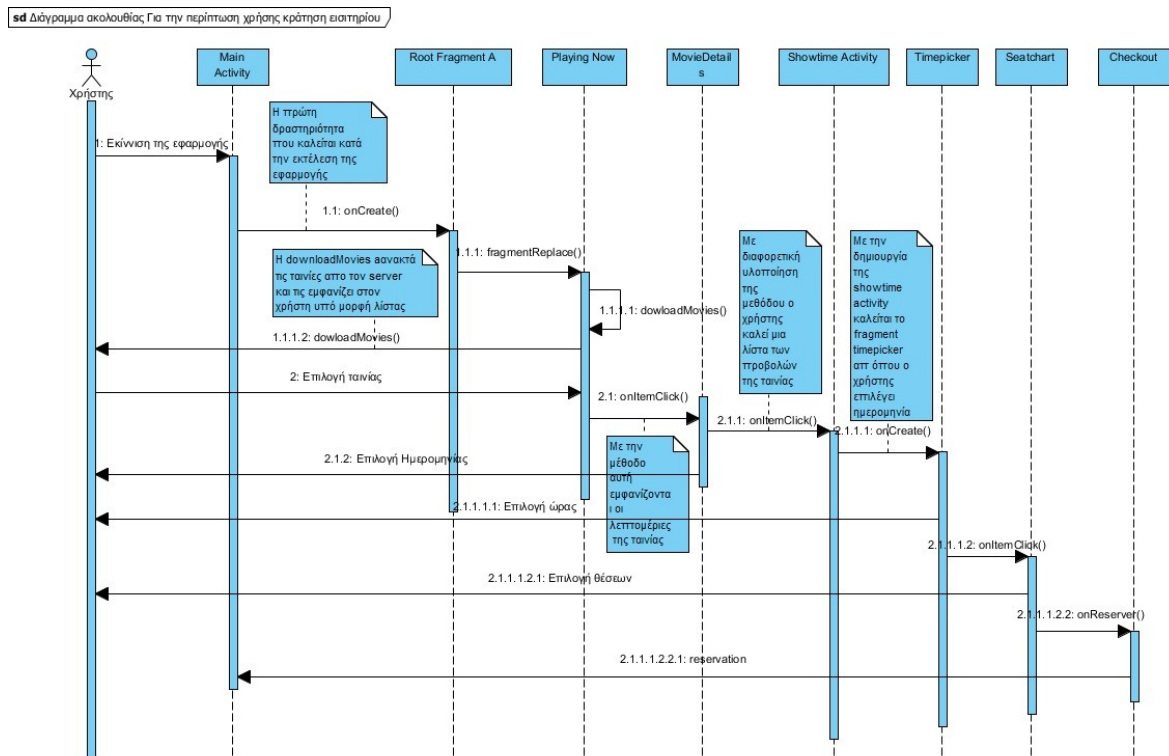 sd Διάγραμμα ακολουθίας Για την περίπτωση χρήσης κράτηση εισιτηρίου
Χρήστης
Main
Activity
Root Fragment A
Playing Now
MovieDetail
s
Showtime Activity
Timepicker
Seatchart
Checkout
Η πρώτη
δραστηριότητα
που καλείται κατά
την εκτέλεση της
εφαρμογής
1: Εκίννιση της εφαρμογής
1.1: onCreate()
1.1.1: fragmentReplace()
Η downloadMovies αανακτά
τις ταινίες απο τον server
και τις εμφανίζει στον
χρήστη υπό μορφή λίστας
1.1.1.1: dowloadMovies()
1.1.1.2: dowloadMovies()
Με
διαφορετική
υλοποίηση
της
μεθόδου ο
χρήστης
καλεί μια
λίστα των
προβολών
της ταινίας
Με την
δημιουργία
της
showtime
activity
καλείται το
fragment
timepicker
απ όπου ο
χρήστης
επιλέγει
ημερομηνία
2: Επιλογή ταινίας
2.1: onItemClick()
2.1.1: onItemClick()
2.1.1.1: onCreate()
Με την
μέθοδο
αυτή
εμφανίζοντα
ι οι
λεπτομέριες
της ταινίας
2.1.2: Επιλογή Ημερομηνίας
2.1.1.1.1: Επιλογή ώρας
2.1.1.1.2: onItemClick()
2.1.1.1.2.1: Επιλογή θέσεων
2.1.1.1.2.2: onReserver()
2.1.1.1.2.2.1: reservation